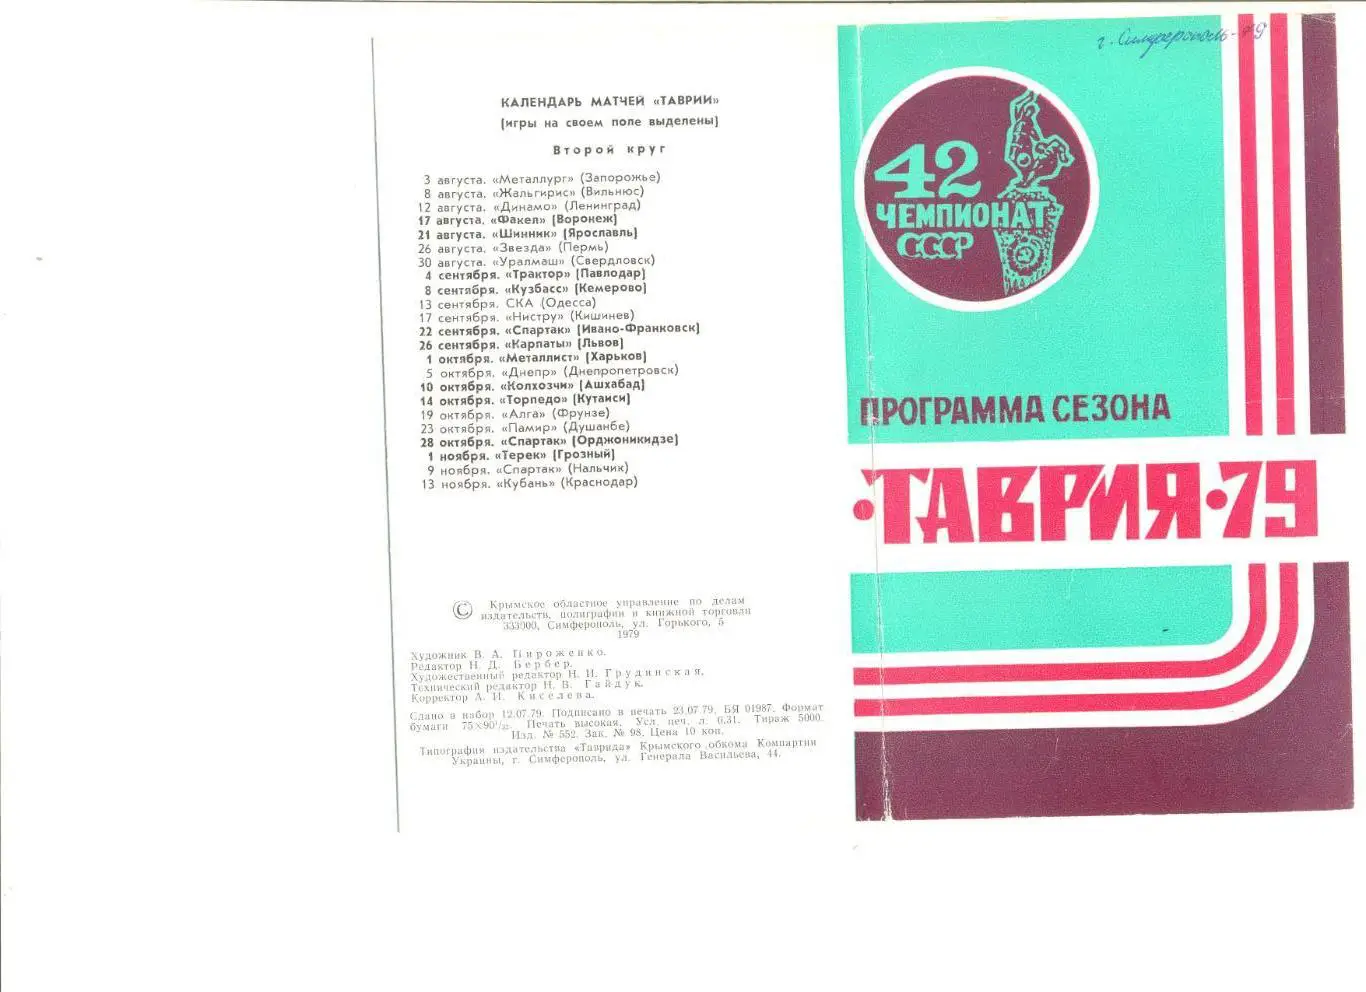 КАЛЕНДАРЬ МАТЧЕЙ «ТАВРИИ»
(игры на своем поле выделены)
Второй круг
3 августа. «Металлург» (Запорожье)
8 августа. «Жальгирис» (Вильнюс)
12 августа. «Динамо» (Ленинград)
17 августа. «Факел» (Воронеж)
21 августа. «Шинник» (Ярославль)
26 августа. «Звезда» (Пермь)
30 августа. «Уралмаш» (Свердловск)
4 сентября. «Трактор» (Павлодар)
8 сентября. «Кузбасс» (Кемерово)
13 сентября. СКА (Одесса)
17 сентября. «Нистру» (Кишинев)
22 сентября. «Спартак» (Ивано-Франковск)
26 сентября. «Карпаты» (Львов)
1 октября. «Металлист» (Харьков)
5 октября. «Днепр» (Днепропетровск)
10 октября. «Колхозчи» (Ашхабад)
14 октября. «Торпедо» (Кутаиси)
19 октября. «Алга» (Фрунзе)
23 октября. «Памир» (Душанбе)
28 октября. «Спартак» (Орджоникидзе)
1 ноября. «Терек» (Грозный)
9 ноября. «Спартак» (Нальчик)
13 ноября. «Кубань» (Краснодар)
© Крымское областное управление по делам
издательств, полиграфии и книжной торговли
333000, Симферополь, ул. Горького, 5
1979
Художник В. А. Пироженко.
Редактор Н. Д. Бербер.
Художественный редактор Н. И. Грудинская.
Технический редактор Н. В. Гайдук.
Корректор А. И. Киселева.
Сдано в набор 12.07.79. Подписано в печать 23.07.79. БЯ 01987. Формат
бумаги 75×90¹/₃₂. Печать высокая. Усл. печ. л. 0,31. Тираж 5000.
Изд. № 552. Зак. № 98. Цена 10 коп.
Типография издательства «Таврида» Крымского обкома Компартии
Украины, г. Симферополь, ул. Генерала Васильева, 44.
г. Симферополь-79
42
ЧЕМПИОНАТ
СССР
ПРОГРАММА СЕЗОНА
•ТАВРИЯ•79